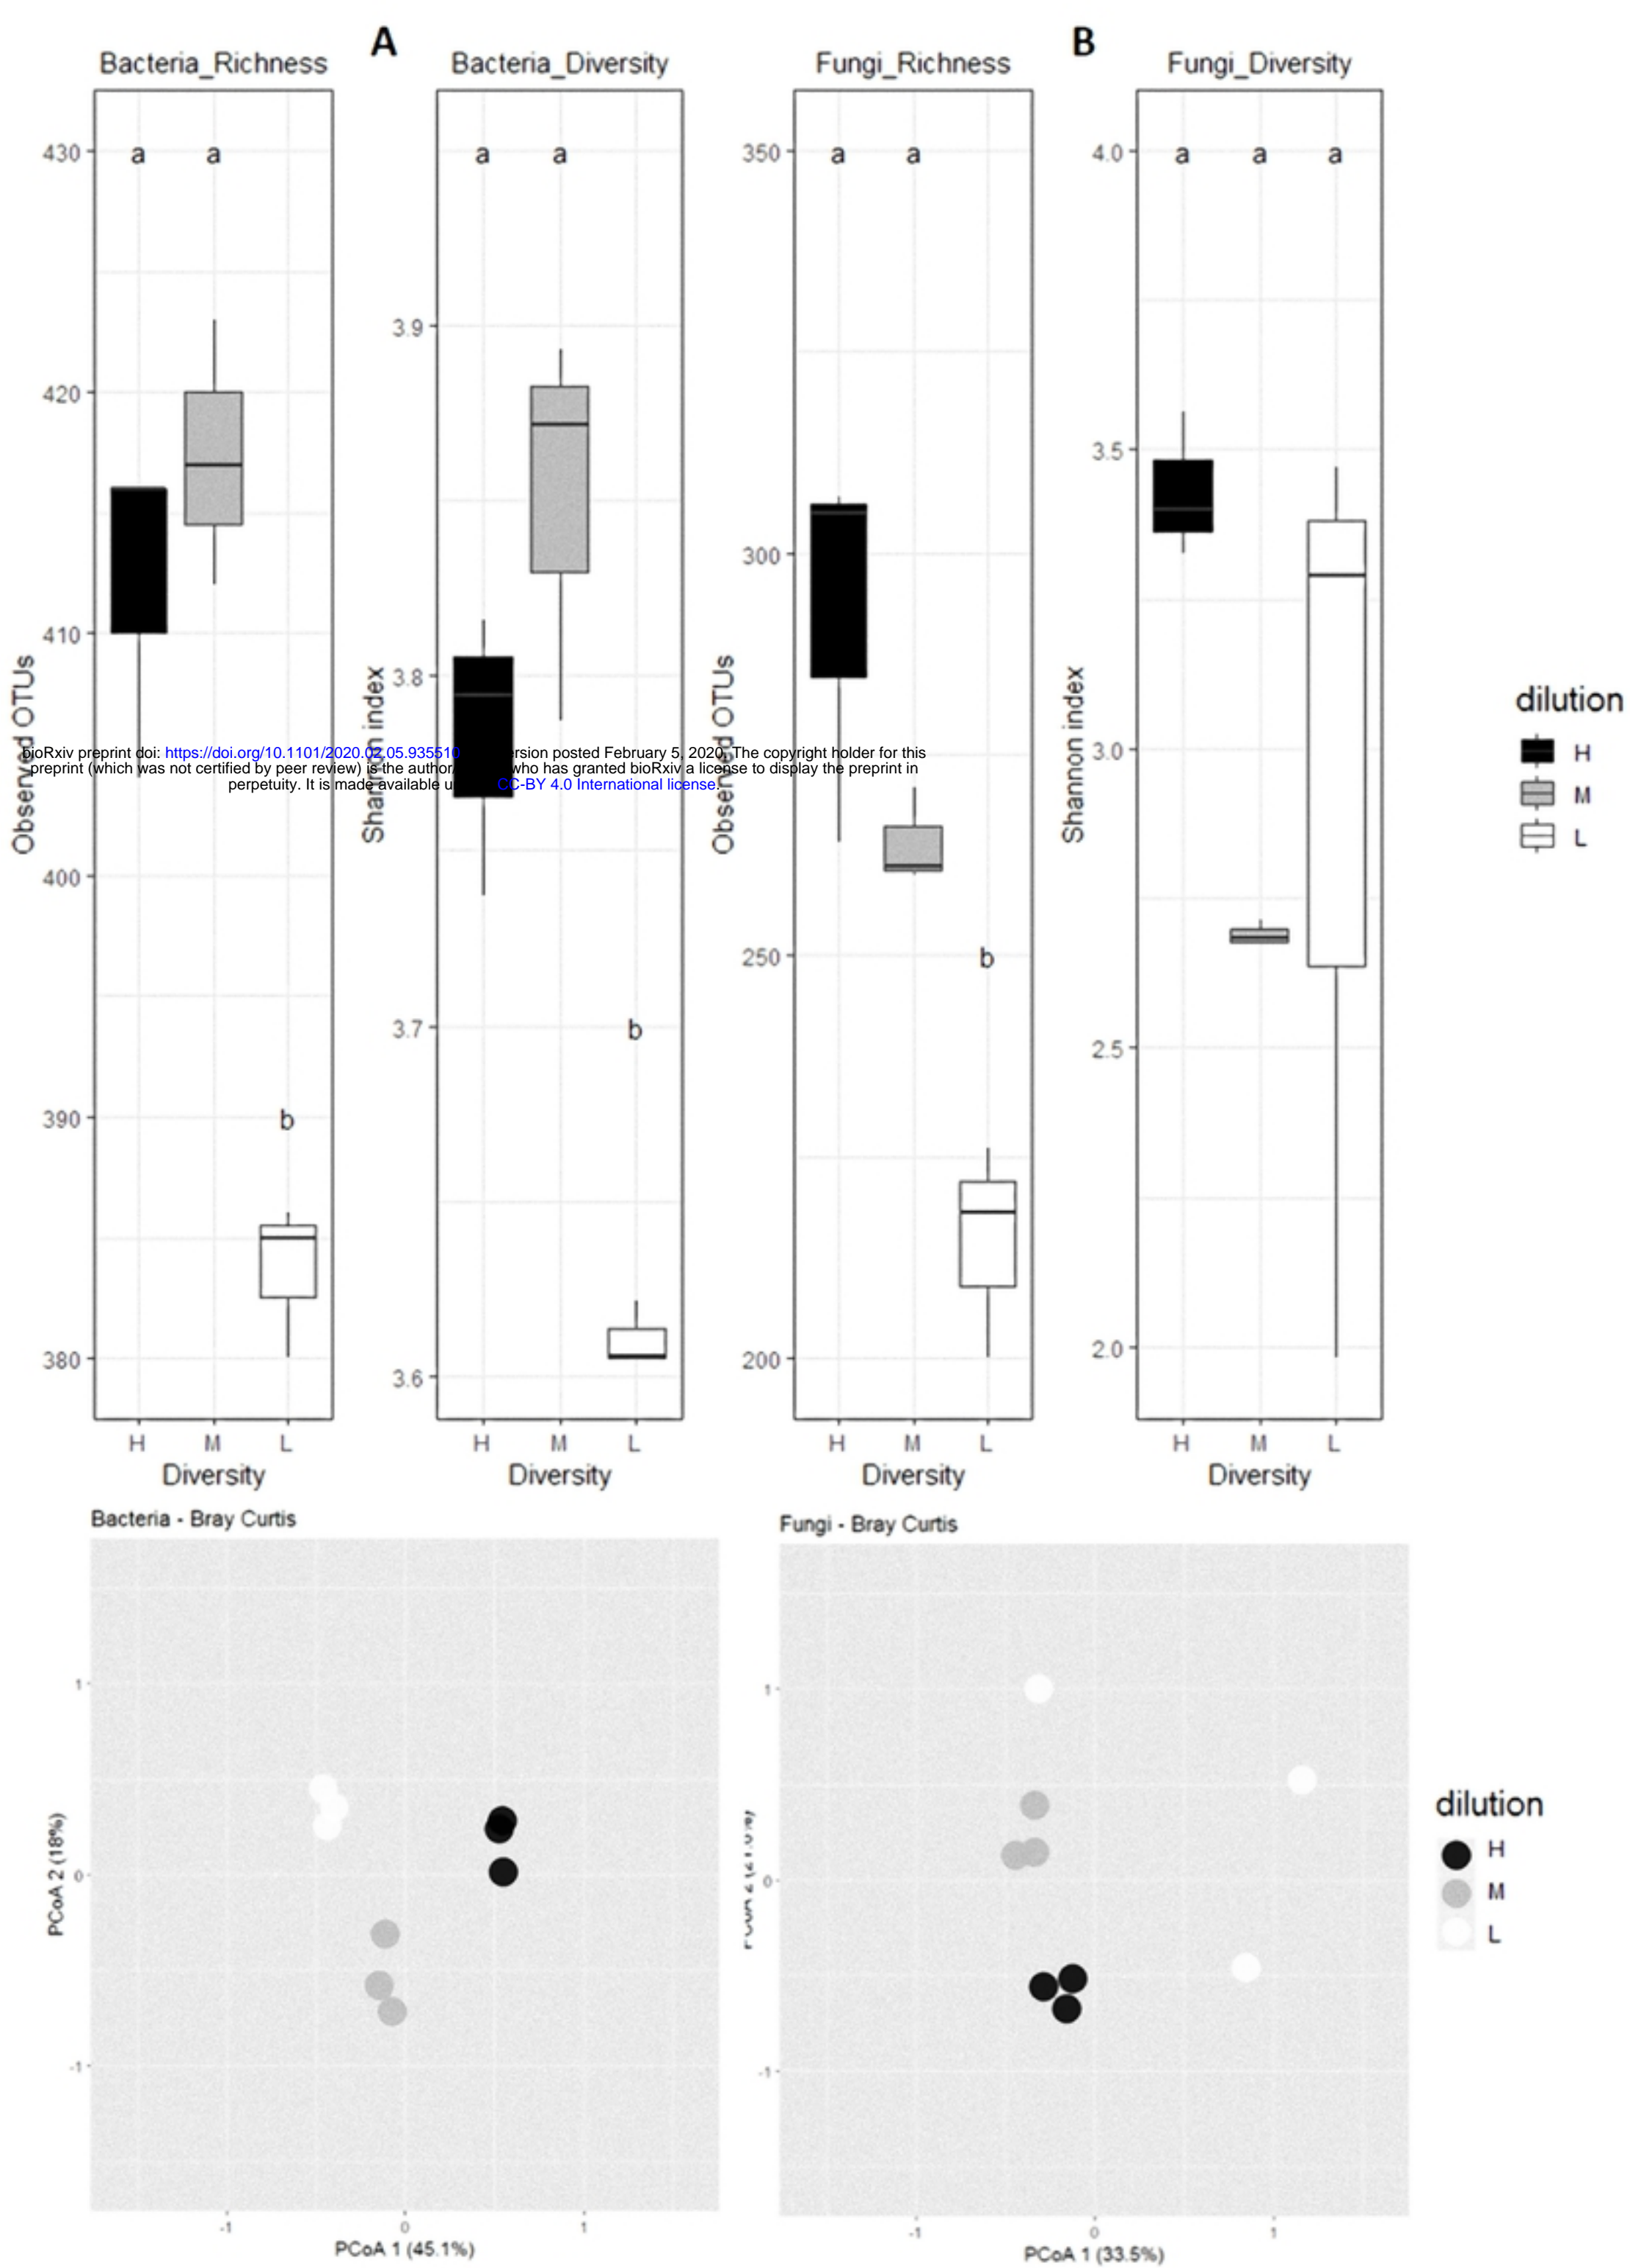 A
B
Bacteria_Richness
Bacteria_Diversity
Fungi_Richness
Fungi_Diversity
430
420
410
400
390
380
a
a
b
Observed OTUs
H
M
L
Diversity
3.9
3.8
3.7
3.6
a
a
b
Shannon index
H
M
L
Diversity
350
300
250
200
a
a
b
Observed OTUs
H
M
L
Diversity
4.0
3.5
3.0
2.5
2.0
a
a
a
Shannon index
H
M
L
Diversity
dilution
H
M
L
bioRxiv preprint doi: https://doi.org/10.1101/2020.02.05.935510 ersion posted February 5, 2020. The copyright holder for this
preprint (which was not certified by peer review) is the author/ who has granted bioRxiv a license to display the preprint in
perpetuity. It is made available u CC-BY 4.0 International license.
Bacteria - Bray Curtis
1
0
-1
PCoA 2 (18%)
-1
0
1
PCoA 1 (45.1%)
Fungi - Bray Curtis
1
0
-1
-1
0
1
PCoA 1 (33.5%)
dilution
H
M
L